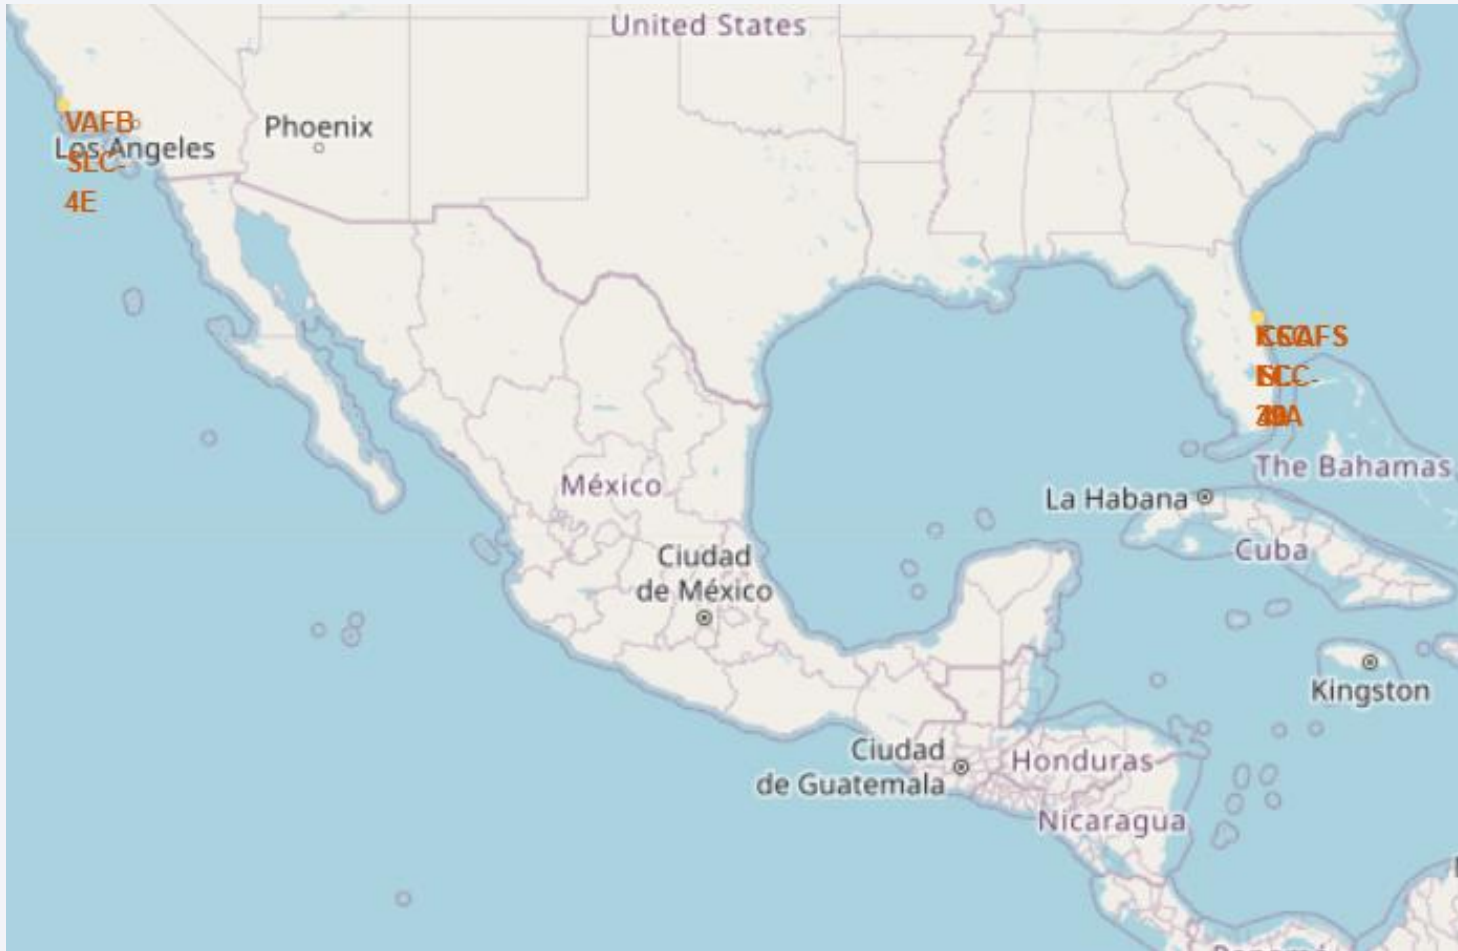 United States
VAFB
Phoenix
Los Angeles
SLC-
4E
México
The Bahamas
La Habana
Cuba
Ciudad
de México
Kingston
Ciudad
de Guatemala
Honduras
Nicaragua